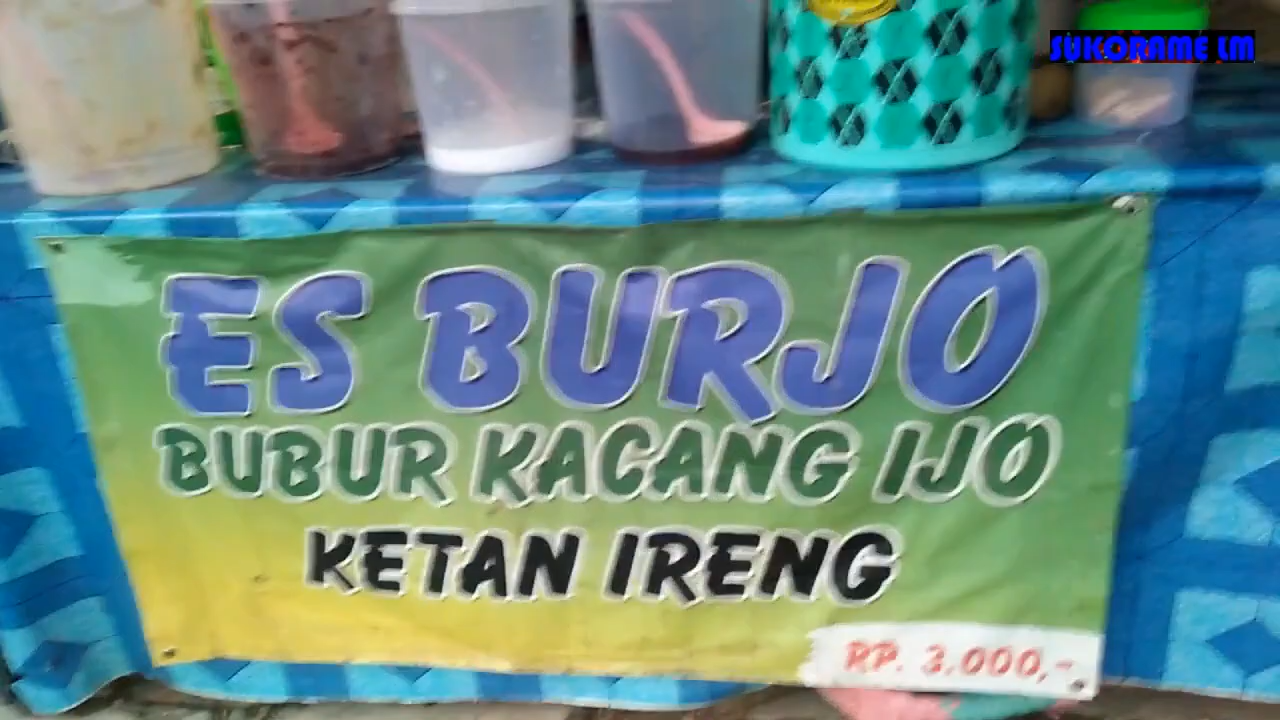 SUKORAME LM
ES BURJO
BUBUR KACANG IJO
KETAN IRENG
RP. 3.000,-